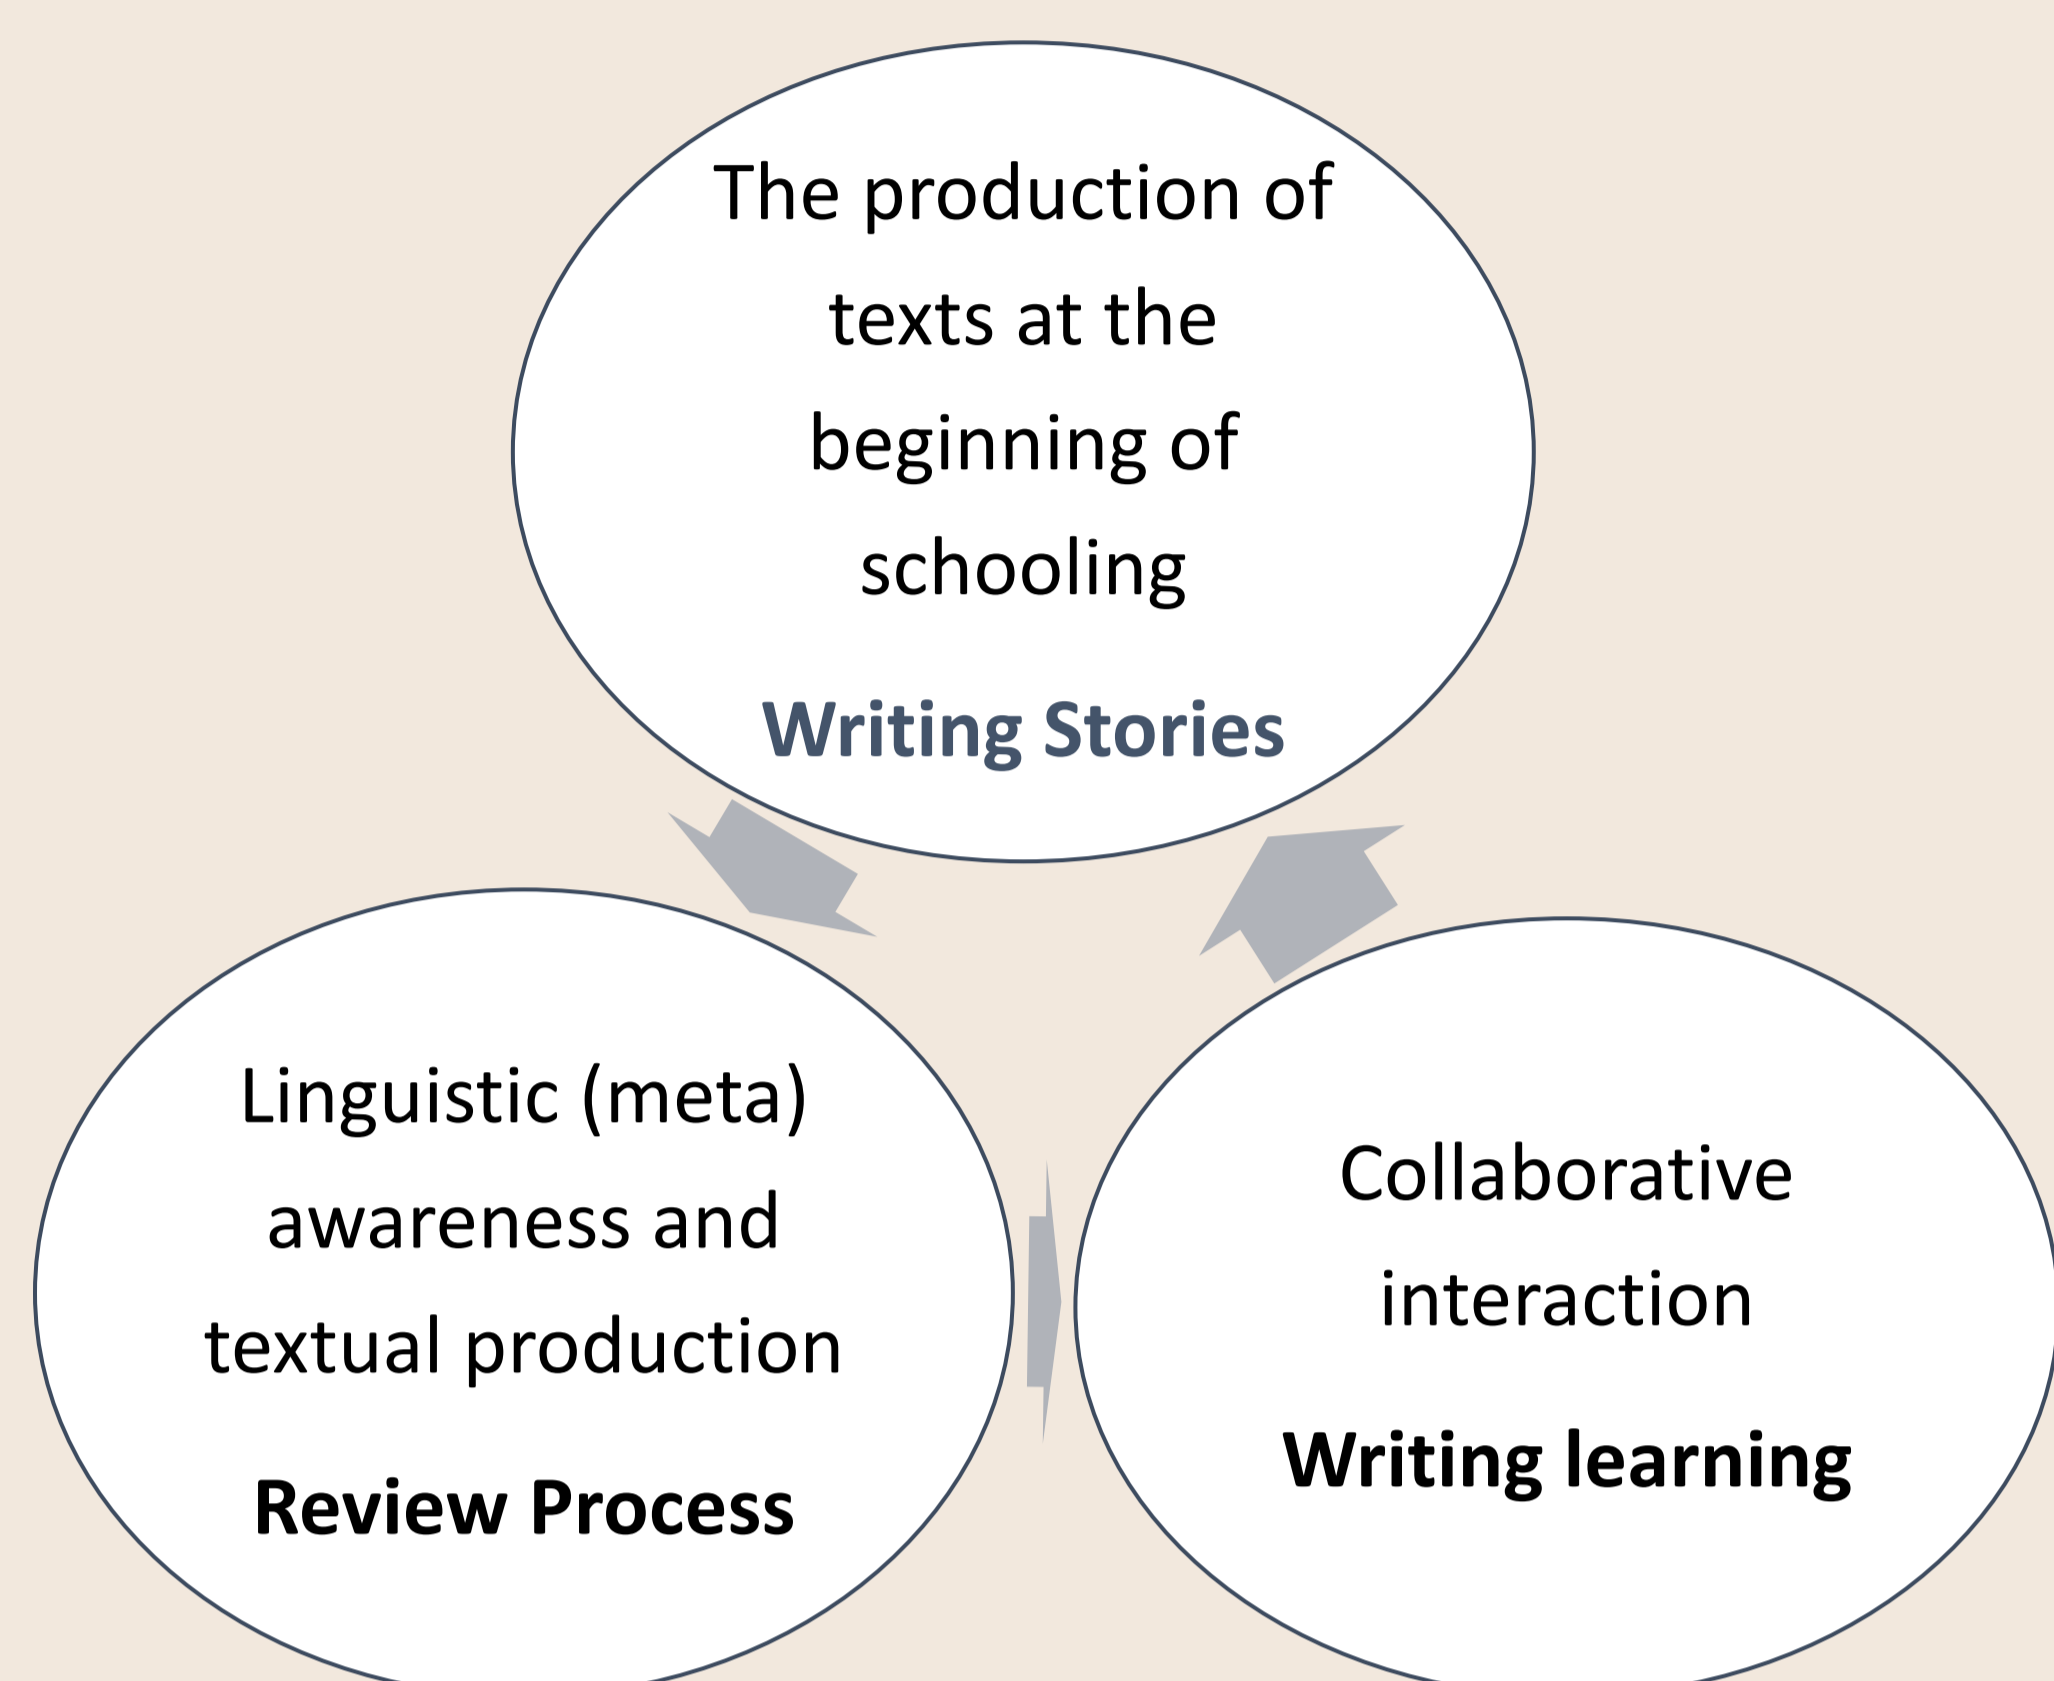 The production of
texts at the
beginning of
schooling
Writing Stories
Linguistic (meta)
awareness and
textual production
Review Process
Collaborative
interaction
Writing learning